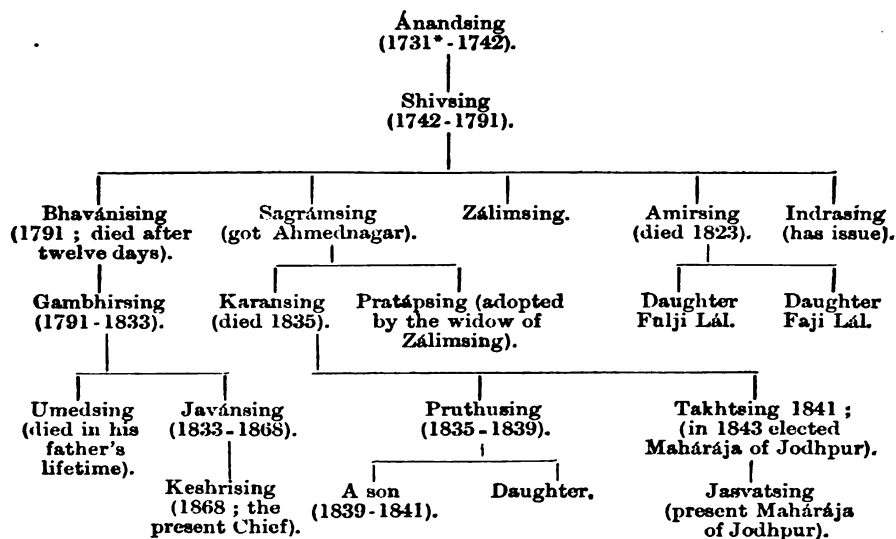 Ánandsing
(1731* - 1742).
Shivsing
(1742 - 1791).
Bhavánising
(1791 ; died after
twelve days).
Sagrámsing
(got Ahmednagar).
Zálimsing.
Amirsing
(died 1823).
Indrasing
(has issue).
Gambhirsing
(1791 - 1833).
Karansing
(died 1835).
Pratápsing (adopted
by the widow of
Zálimsing).
Daughter
Fulji Lál.
Daughter
Faji Lál.
Umedsing
(died in his
father's
lifetime).
Javánsing
(1833-1868).
Pruthusing
(1835 - 1839).
Takhtsing 1841 ;
(in 1843 elected
Mahárája of Jodhpur).
Keshrising
(1868 ; the
present Chief).
A son
(1839 - 1841).
Daughter.
Jasvatsing
(present Mahárája
of Jodhpur).